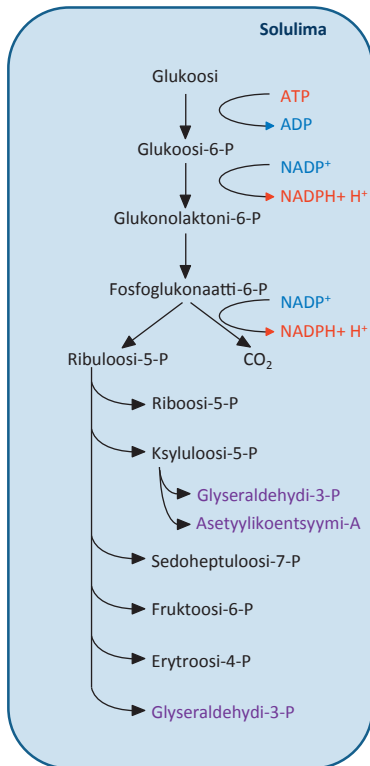 Solulima
Glukoosi
ATP
ADP
Glukoosi-6-P
NADP⁺
NADPH+ H⁺
Glukonolaktoni-6-P
Fosfoglukonaatti-6-P
NADP⁺
NADPH+ H⁺
Ribuloosi-5-P
CO₂
Riboosi-5-P
Ksyluloosi-5-P
Glyseraldehydi-3-P
Asetyylikoentsyymi-A
Sedoheptuloosi-7-P
Fruktoosi-6-P
Erytroosi-4-P
Glyseraldehydi-3-P